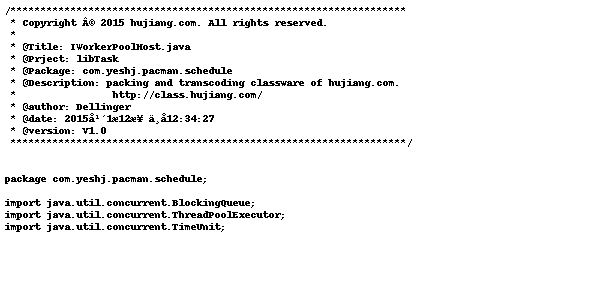 /******************************************************************
* Copyright Â© 2015 hujiang.com. All rights reserved.
*
* @Title: IWorkerPoolHost.java
* @Prject: libTask
* @Package: com.yeshj.pacman.schedule
* @Description: packing and transcoding classware of hujiang.com.
* http://class.hujiang.com/
* @author: Dellinger
* @date: 2015å¹´1æ12æ¥ ä¸å12:34:27
* @version: V1.0
******************************************************************/
package com.yeshj.pacman.schedule;
import java.util.concurrent.BlockingQueue;
import java.util.concurrent.ThreadPoolExecutor;
import java.util.concurrent.TimeUnit;